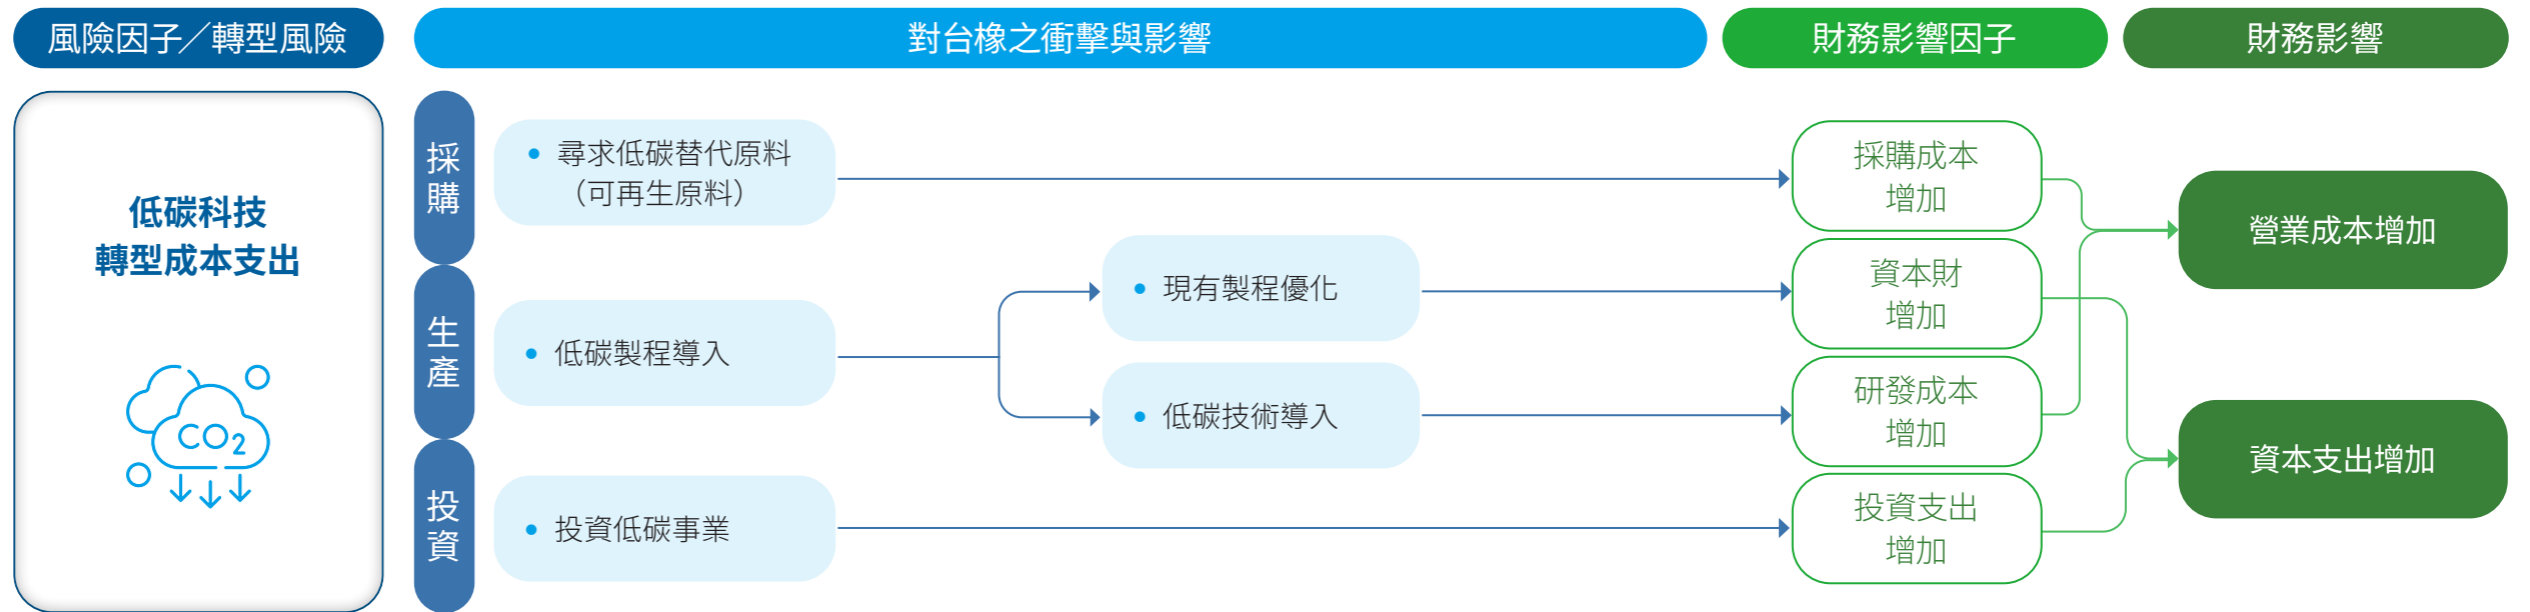 風險因子／轉型風險
對台橡之衝擊與影響
財務影響因子
財務影響
低碳科技
轉型成本支出
CO2
採購
• 尋求低碳替代原料
（可再生原料）
生產
• 低碳製程導入
• 現有製程優化
• 低碳技術導入
投資
• 投資低碳事業
採購成本
增加
資本財
增加
研發成本
增加
投資支出
增加
營業成本增加
資本支出增加